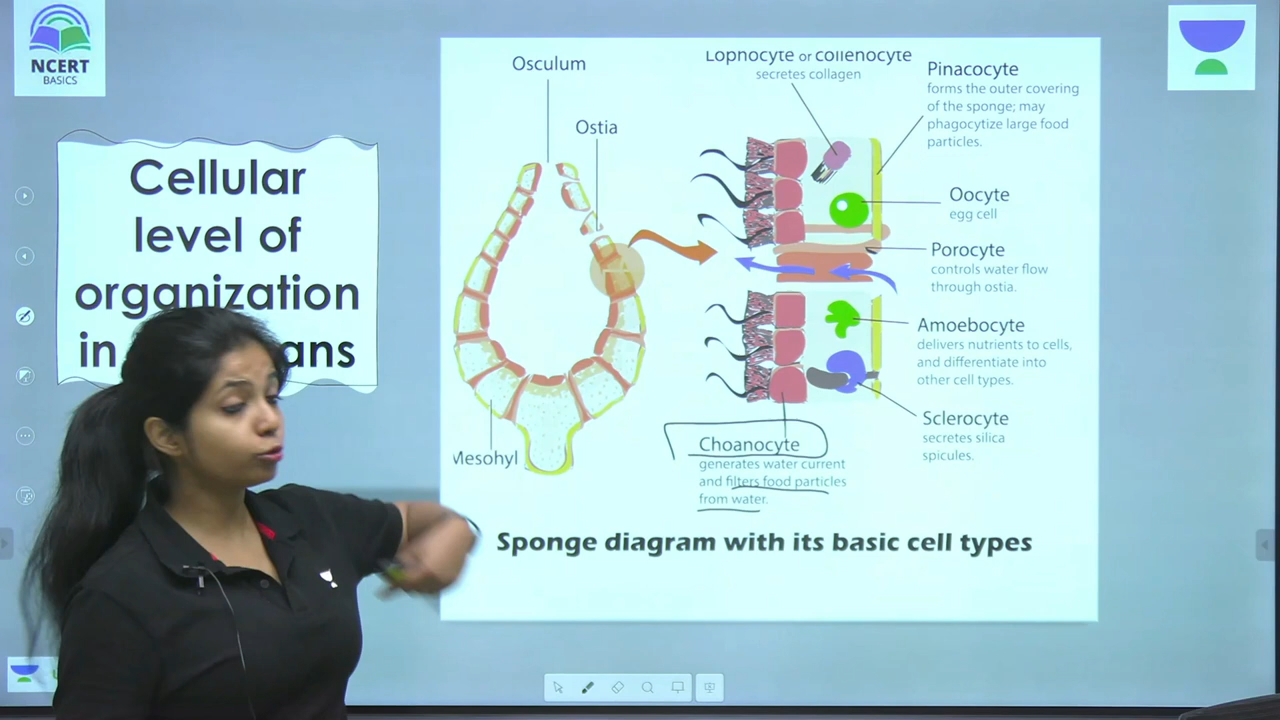 NCERT
BASICS
Cellular
level of
organization
in ans
Osculum
Ostia
Mesohyl
Lophocyte or collenocyte
secretes collagen
Pinacocyte
forms the outer covering
of the sponge; may
phagocytize large food
particles.
Oocyte
egg cell
Porocyte
controls water flow
through ostia.
Amoebocyte
delivers nutrients to cells,
and differentiate into
other cell types.
Sclerocyte
secretes silica
spicules.
Choanocyte
generates water current
and filters food particles
from water.
Sponge diagram with its basic cell types